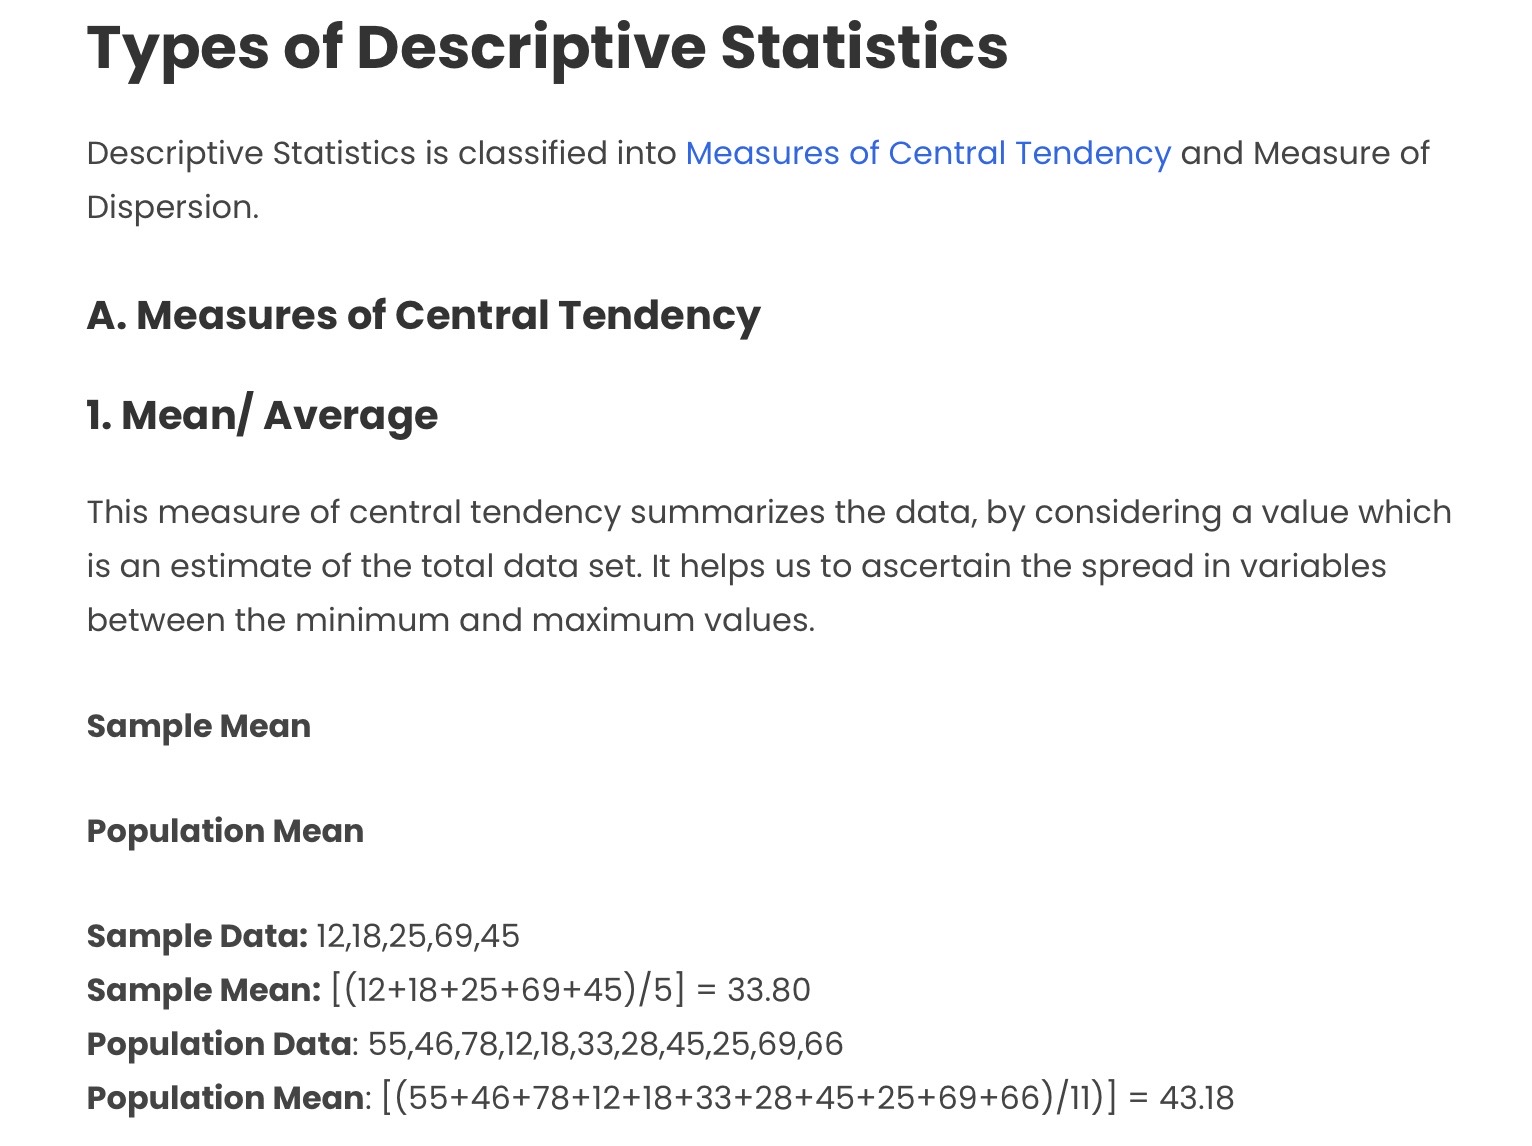 Types of Descriptive Statistics
Descriptive Statistics is classified into Measures of Central Tendency and Measure of
Dispersion.
A. Measures of Central Tendency
1. Mean/ Average
This measure of central tendency summarizes the data, by considering a value which
is an estimate of the total data set. It helps us to ascertain the spread in variables
between the minimum and maximum values.
Sample Mean
Population Mean
Sample Data: 12,18,25,69,45
Sample Mean: [(12+18+25+69+45)/5] = 33.80
Population Data: 55,46,78,12,18,33,28,45,25,69,66
Population Mean: [(55+46+78+12+18+33+28+45+25+69+66)/11)] = 43.18